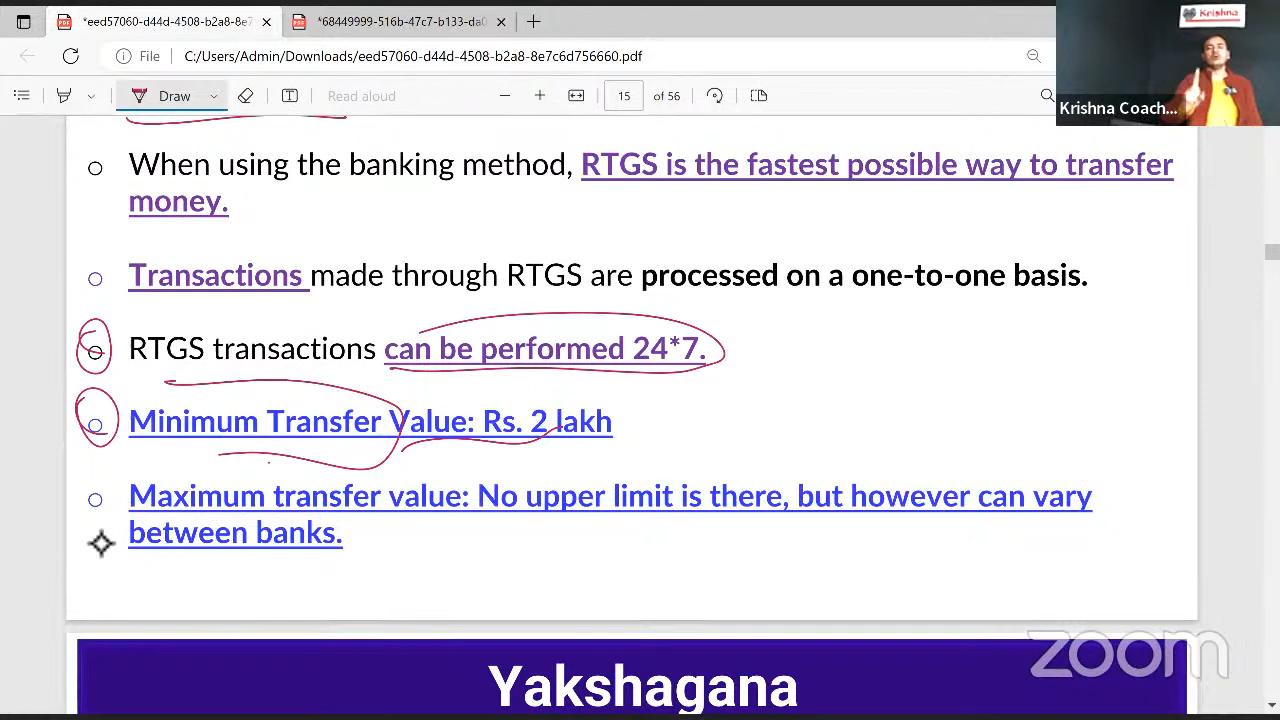 *eed57060-d44d-4508-b2a8-8e7
*68449999-516b-47c7-b133-dc
File
C:/Users/Admin/Downloads/eed57060-d44d-4508-b2a8-8e7c6d756660.pdf
Draw
Read aloud
15
of 56
Krishna
Krishna Coach...
When using the banking method, RTGS is the fastest possible way to transfer
money.
Transactions made through RTGS are processed on a one-to-one basis.
RTGS transactions can be performed 24*7.
Minimum Transfer Value: Rs. 2 lakh
Maximum transfer value: No upper limit is there, but however can vary
between banks.
zoom
Yakshagana